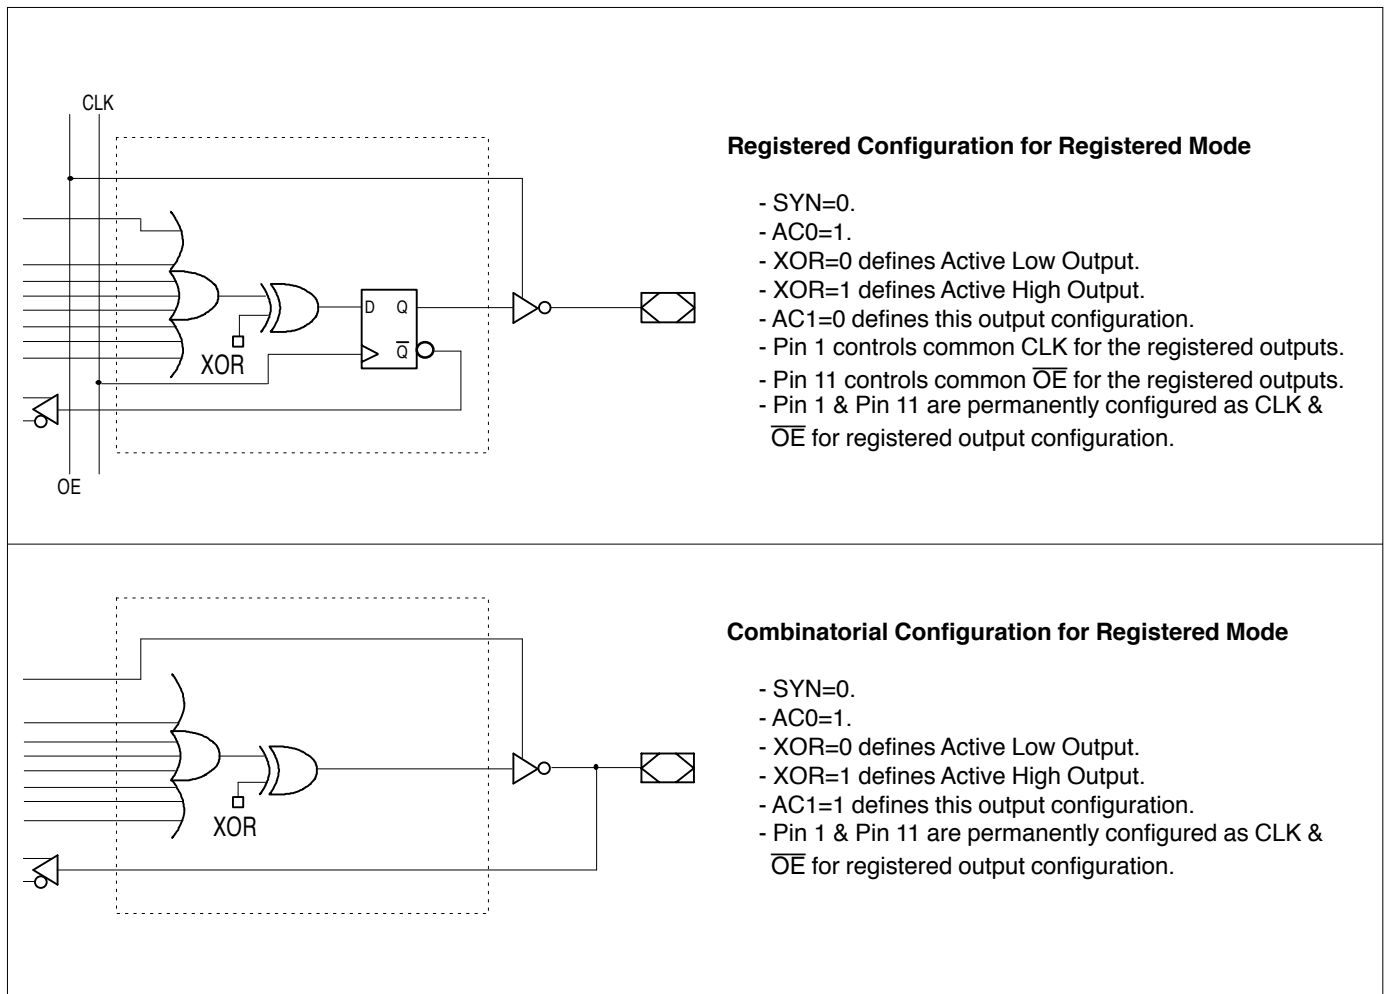 CLK
D Q
Q̅
XOR
OE
Registered Configuration for Registered Mode
- SYN=0.
- AC0=1.
- XOR=0 defines Active Low Output.
- XOR=1 defines Active High Output.
- AC1=0 defines this output configuration.
- Pin 1 controls common CLK for the registered outputs.
- Pin 11 controls common O̅E̅ for the registered outputs.
- Pin 1 & Pin 11 are permanently configured as CLK &
O̅E̅ for registered output configuration.
XOR
Combinatorial Configuration for Registered Mode
- SYN=0.
- AC0=1.
- XOR=0 defines Active Low Output.
- XOR=1 defines Active High Output.
- AC1=1 defines this output configuration.
- Pin 1 & Pin 11 are permanently configured as CLK &
O̅E̅ for registered output configuration.